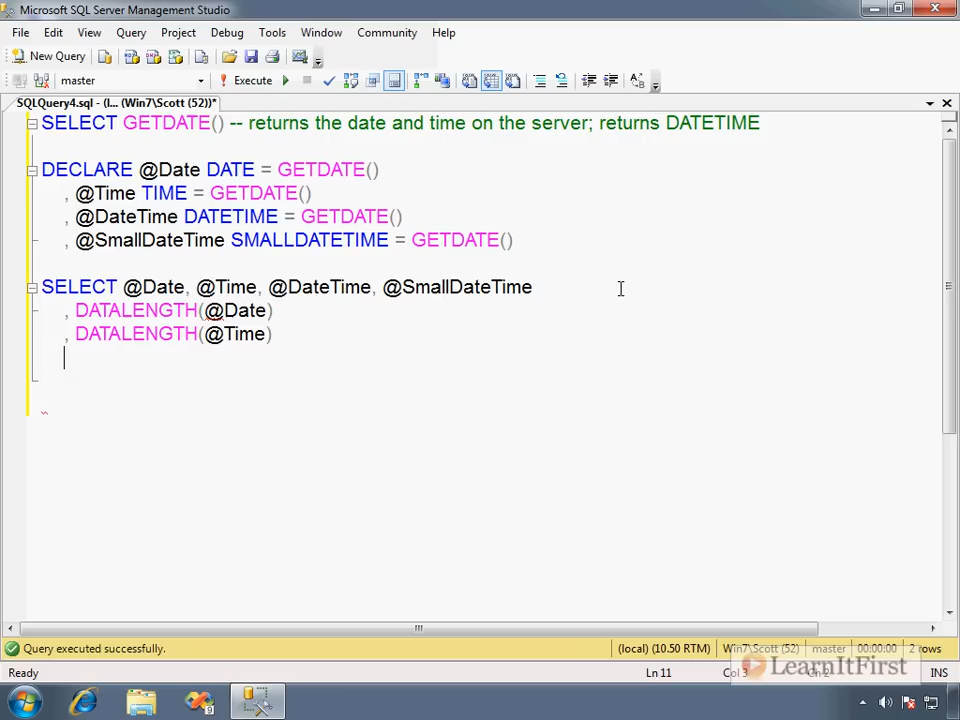 Microsoft SQL Server Management Studio
File Edit View Query Project Debug Tools Window Community Help
New Query
master Execute
SQLQuery4.sql - (l... (Win7\Scott (52))*
SELECT GETDATE() -- returns the date and time on the server; returns DATETIME
DECLARE @Date DATE = GETDATE()
, @Time TIME = GETDATE()
, @DateTime DATETIME = GETDATE()
, @SmallDateTime SMALLDATETIME = GETDATE()
SELECT @Date, @Time, @DateTime, @SmallDateTime
, DATALENGTH(@Date)
, DATALENGTH(@Time)
Query executed successfully. (local) (10.50 RTM) Win7\Scott (52) master 00:00:00 2 rows
Ready Ln 11 Col 3 Ch 2 INS
LearnItFirst
9